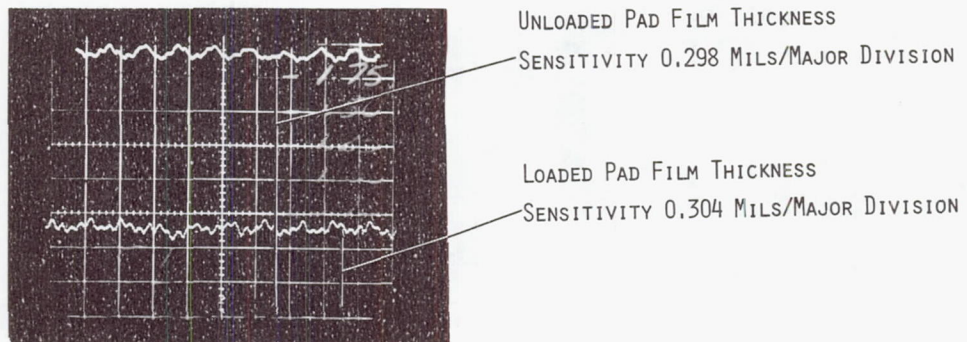 UNLOADED PAD FILM THICKNESS
SENSITIVITY 0.298 MILS/MAJOR DIVISION
LOADED PAD FILM THICKNESS
SENSITIVITY 0.304 MILS/MAJOR DIVISION